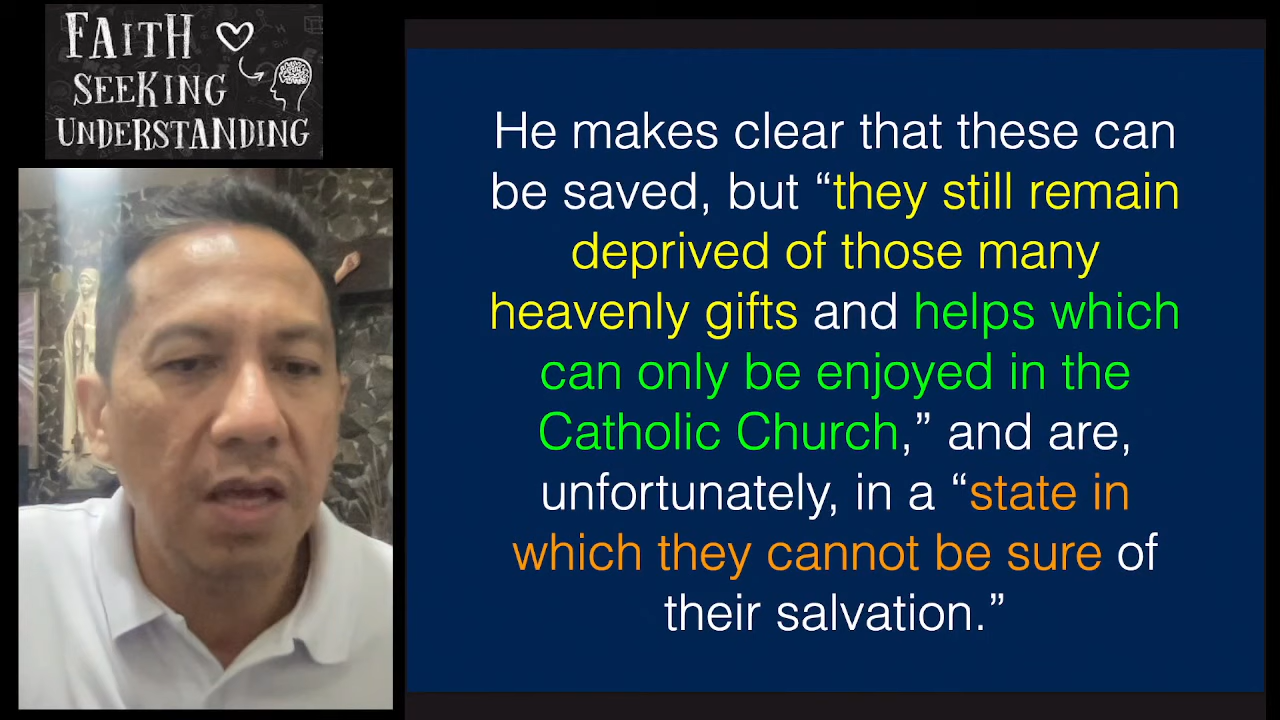 FAITH
SEEKING
UNDERSTANDING
He makes clear that these can
be saved, but “they still remain
deprived of those many
heavenly gifts and helps which
can only be enjoyed in the
Catholic Church,” and are,
unfortunately, in a “state in
which they cannot be sure of
their salvation.”